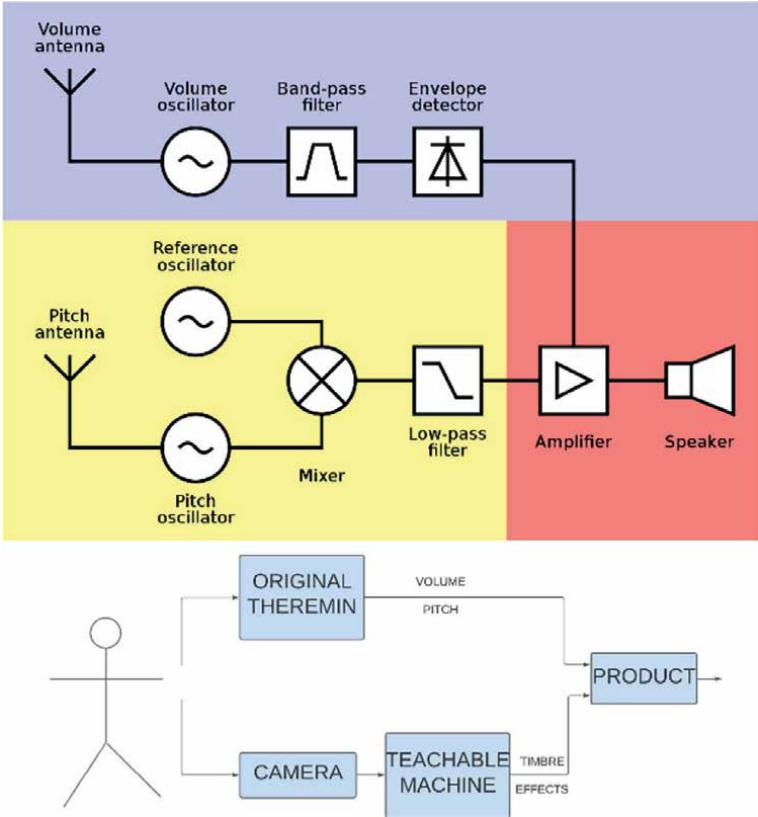 Volume
antenna
Volume
oscillator
Band-pass
filter
Envelope
detector
Reference
oscillator
Pitch
antenna
Low-pass
filter
Amplifier
Speaker
Mixer
Pitch
oscillator
ORIGINAL
THEREMIN
VOLUME
PITCH
PRODUCT
CAMERA
TEACHABLE
MACHINE
TIMBRE
EFFECTS